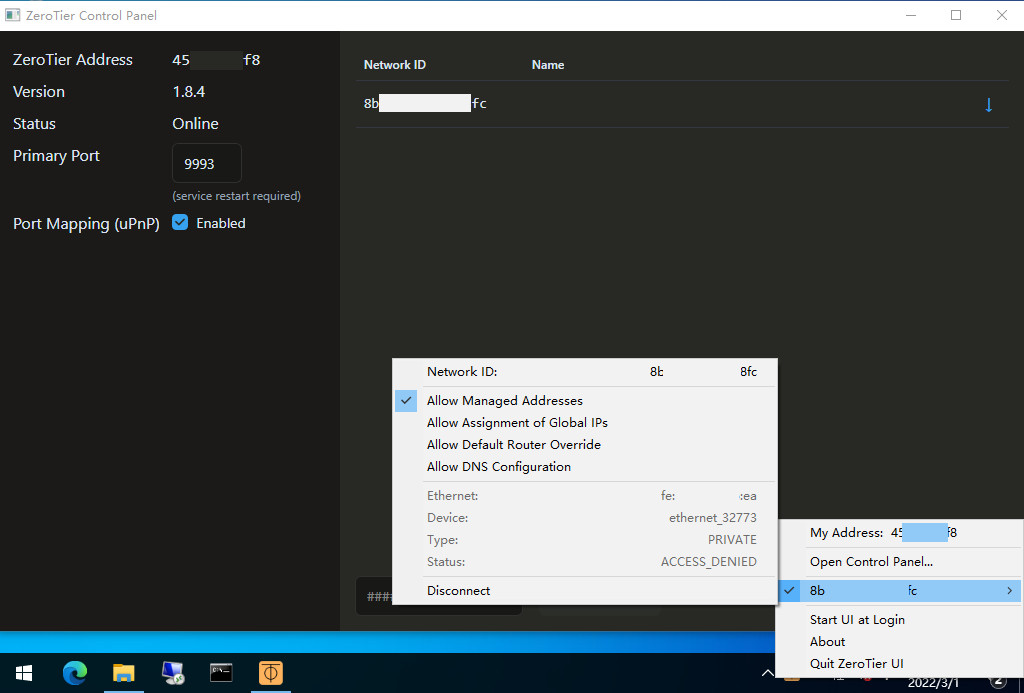 ZeroTier Control Panel
ZeroTier Address 45 f8
Version 1.8.4
Status Online
Primary Port 9993
(service restart required)
Port Mapping (uPnP) Enabled
Network ID Name
8b fc
Network ID: 8b 8fc
Allow Managed Addresses
Allow Assignment of Global IPs
Allow Default Router Override
Allow DNS Configuration
Ethernet: fe: :ea
Device: ethernet_32773
Type: PRIVATE
Status: ACCESS_DENIED
Disconnect
###
My Address: 45 f8
Open Control Panel...
8b fc
Start UI at Login
About
Quit ZeroTier UI
2022/3/1
2